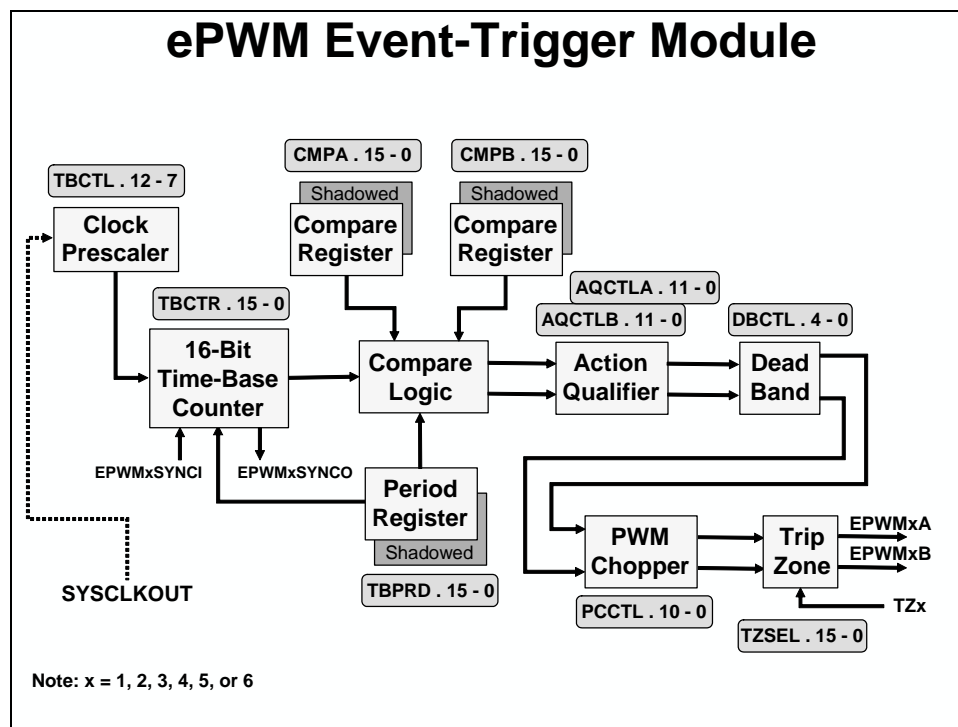 ePWM Event-Trigger Module
CMPA . 15 - 0
CMPB . 15 - 0
TBCTL . 12 - 7
Shadowed
Shadowed
Clock
Prescaler
Compare
Register
Compare
Register
AQCTLA . 11 - 0
TBCTR . 15 - 0
AQCTLB . 11 - 0
DBCTL . 4 - 0
16-Bit
Time-Base
Counter
Compare
Logic
Action
Qualifier
Dead
Band
EPWMxSYNCI
EPWMxSYNCO
Period
Register
Shadowed
TBPRD . 15 - 0
SYSCLKOUT
PWM
Chopper
Trip
Zone
EPWMxA
EPWMxB
PCCTL . 10 - 0
TZx
TZSEL . 15 - 0
Note: x = 1, 2, 3, 4, 5, or 6